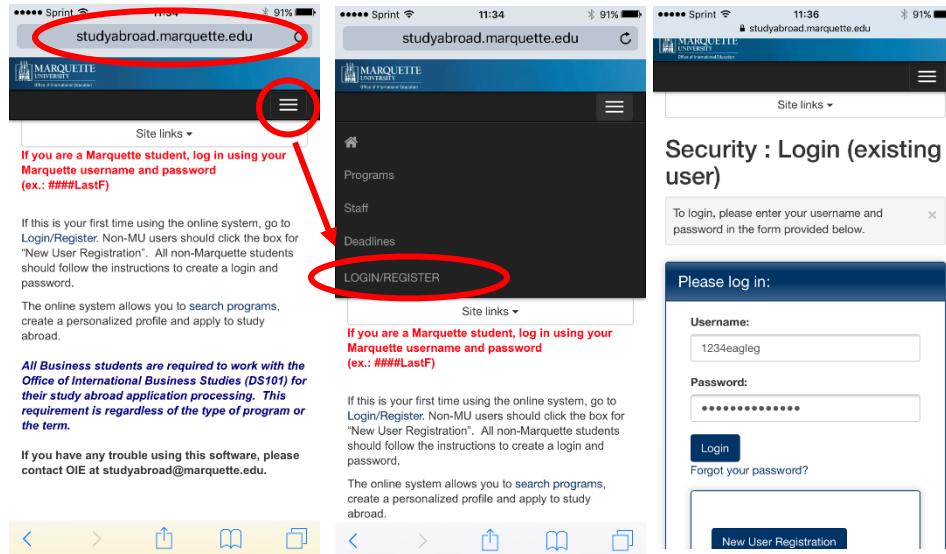 Sprint 11:34 91%
studyabroad.marquette.edu
MARQUETTE
UNIVERSITY
Office of International Education
Site links
If you are a Marquette student, log in using your
Marquette username and password
(ex.: ####LastF)
If this is your first time using the online system, go to
Login/Register. Non-MU users should click the box for
"New User Registration".  All non-Marquette students
should follow the instructions to create a login and
password.
The online system allows you to search programs,
create a personalized profile and apply to study
abroad.
All Business students are required to work with the
Office of International Business Studies (DS101) for
their study abroad application processing.  This
requirement is regardless of the type of program or
the term.
If you have any trouble using this software, please
contact OIE at studyabroad@marquette.edu.
Sprint 11:34 91%
studyabroad.marquette.edu
MARQUETTE
UNIVERSITY
Office of International Education
Programs
Staff
Deadlines
LOGIN/REGISTER
Site links
If you are a Marquette student, log in using your
Marquette username and password
(ex.: ####LastF)
If this is your first time using the online system, go to
Login/Register. Non-MU users should click the box for
"New User Registration".  All non-Marquette students
should follow the instructions to create a login and
password.
The online system allows you to search programs,
create a personalized profile and apply to study
abroad.
Sprint 11:36 91%
studyabroad.marquette.edu
MARQUETTE
UNIVERSITY
Office of International Education
Site links
Security : Login (existing
user)
To login, please enter your username and
password in the form provided below.
Please log in:
Username:
1234eagleg
Password:
Login
Forgot your password?
New User Registration